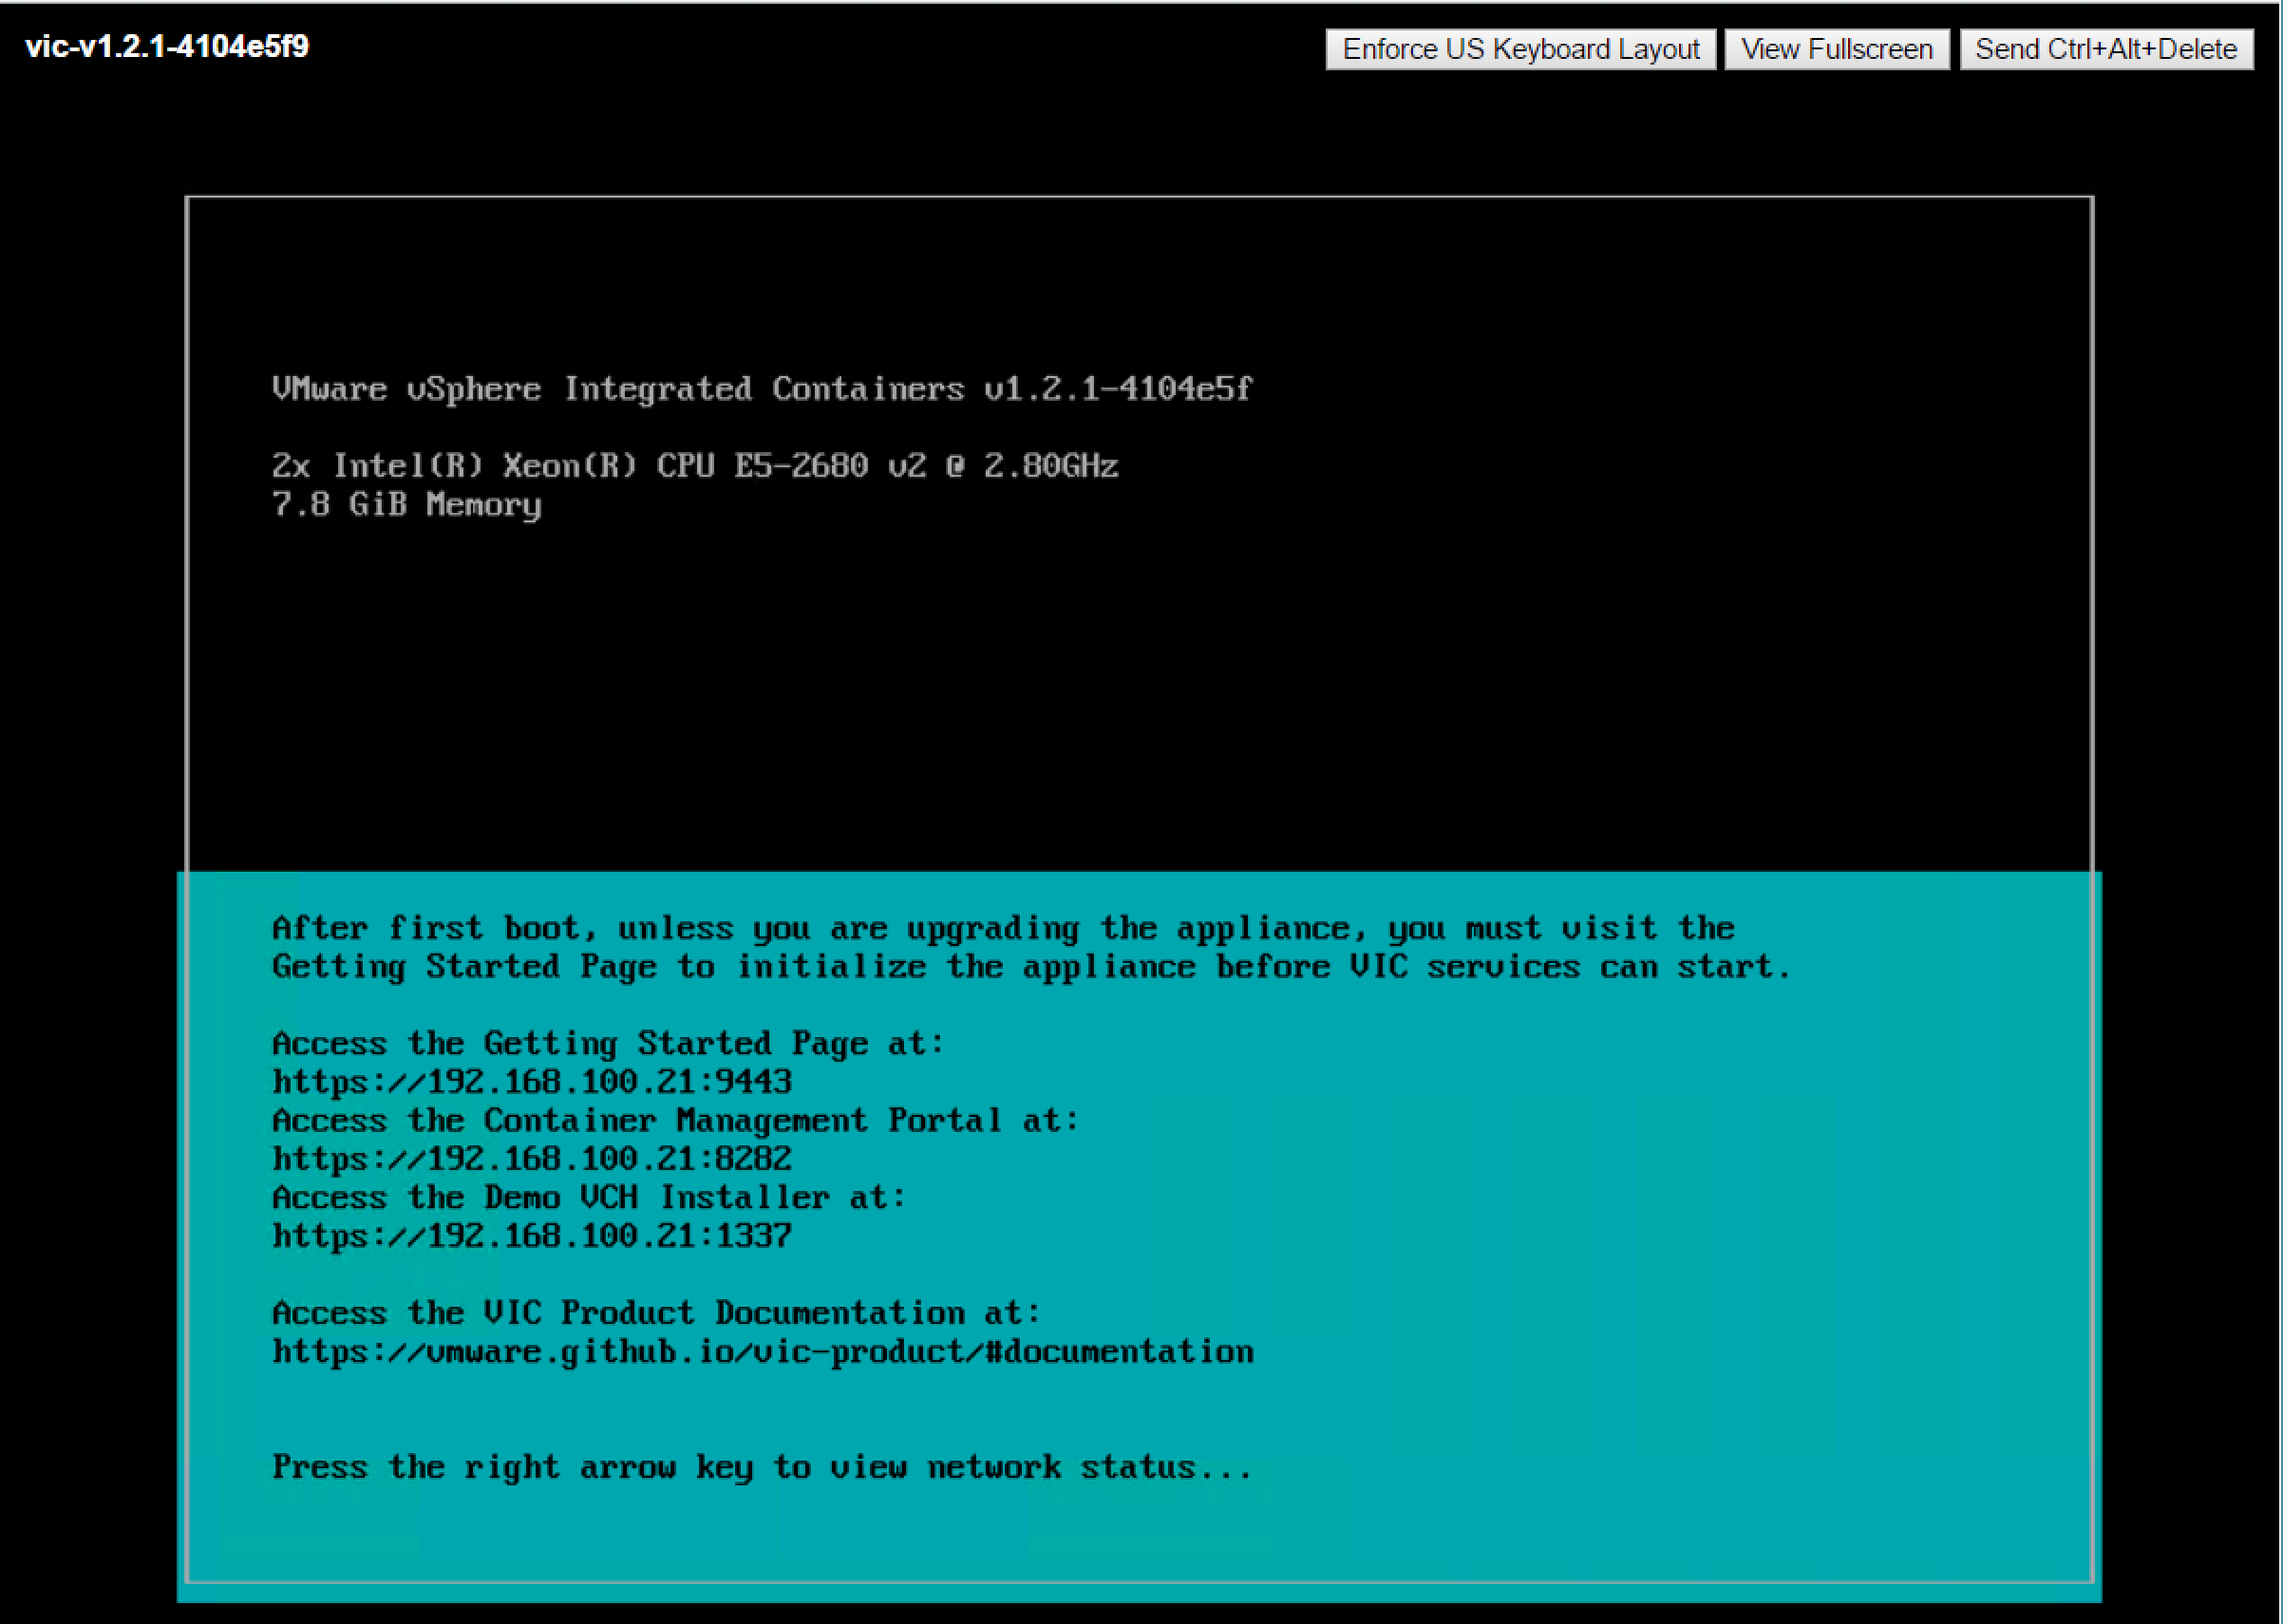 vic-v1.2.1-4104e5f9
Enforce US Keyboard Layout
View Fullscreen
Send Ctrl+Alt+Delete
VMware vSphere Integrated Containers v1.2.1-4104e5f
2x Intel(R) Xeon(R) CPU E5-2680 v2 @ 2.80GHz
7.8 GiB Memory
After first boot, unless you are upgrading the appliance, you must visit the
Getting Started Page to initialize the appliance before VIC services can start.
Access the Getting Started Page at:
https://192.168.100.21:9443
Access the Container Management Portal at:
https://192.168.100.21:8282
Access the Demo VCH Installer at:
https://192.168.100.21:1337
Access the VIC Product Documentation at:
https://vmware.github.io/vic-product/#documentation
Press the right arrow key to view network status...